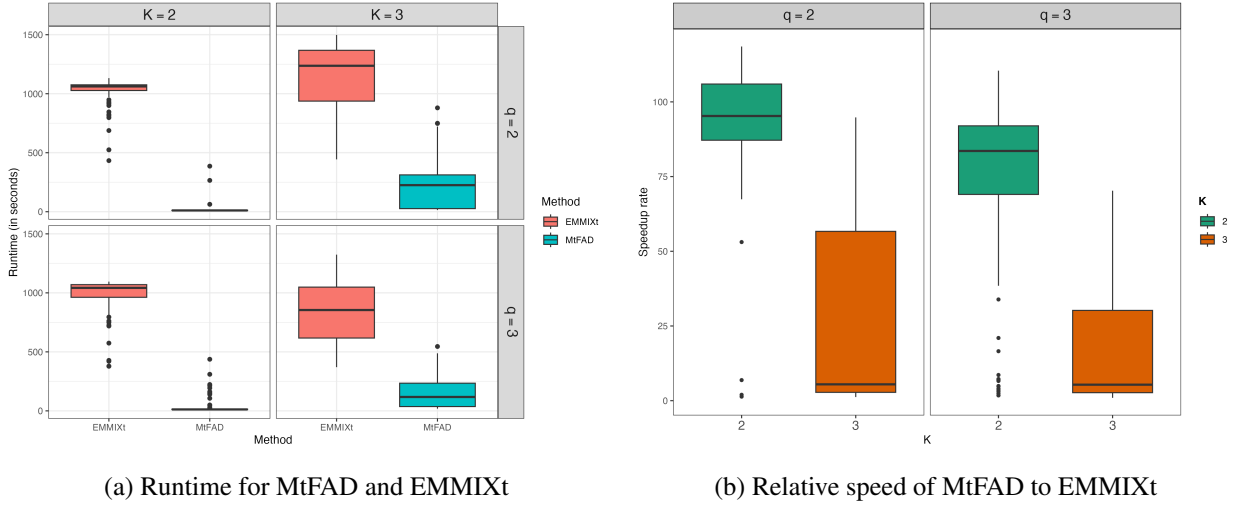 K = 2
K = 3
1500
1000
500
0
q = 2
1500
1000
500
0
q = 3
Runtime (in seconds)
EMMIXt
MtFAD
EMMIXt
MtFAD
Method
Method
EMMIXt
MtFAD
(a) Runtime for MtFAD and EMMIXt
q = 2
q = 3
100
75
50
25
0
Speedup rate
2
3
2
3
K
K
2
3
(b) Relative speed of MtFAD to EMMIXt